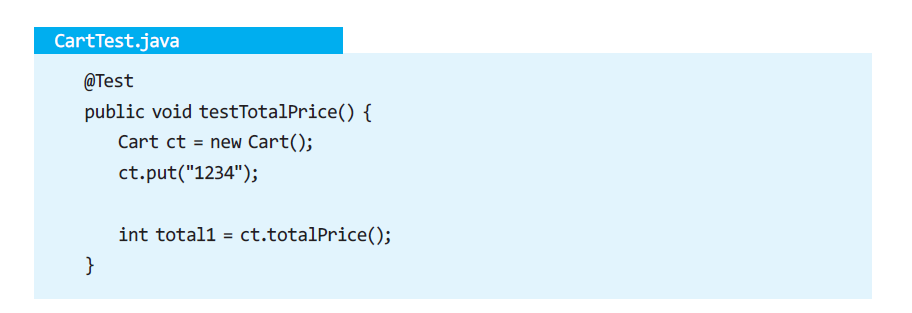 CartTest.java
@Test
public void testTotalPrice() {
Cart ct = new Cart();
ct.put("1234");
int total1 = ct.totalPrice();
}